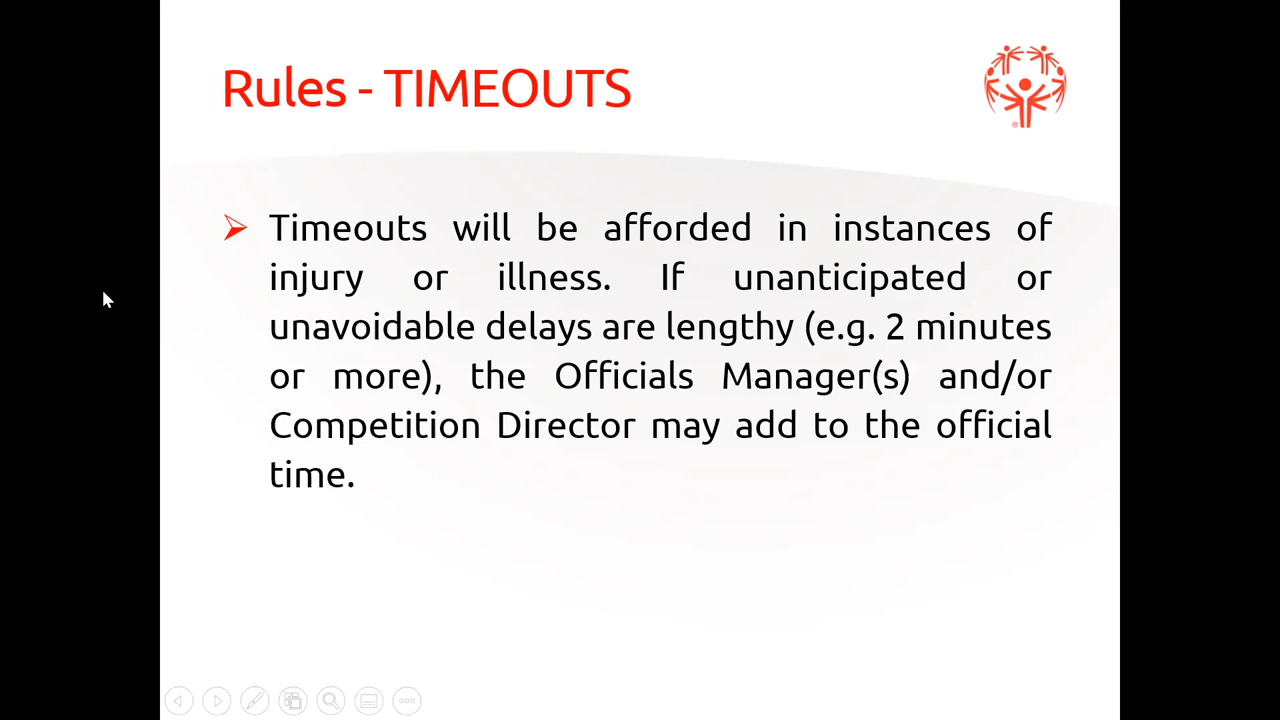 Rules - TIMEOUTS
Timeouts will be afforded in instances of
injury or illness. If unanticipated or
unavoidable delays are lengthy (e.g. 2 minutes
or more), the Officials Manager(s) and/or
Competition Director may add to the official
time.